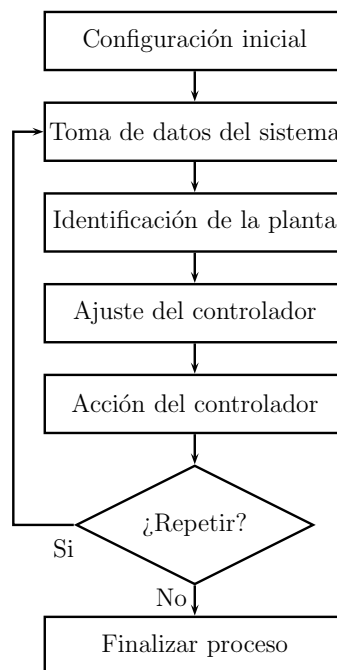 Configuración inicial
Toma de datos del sistema
Identificación de la planta
Ajuste del controlador
Acción del controlador
¿Repetir?
Si
No
Finalizar proceso